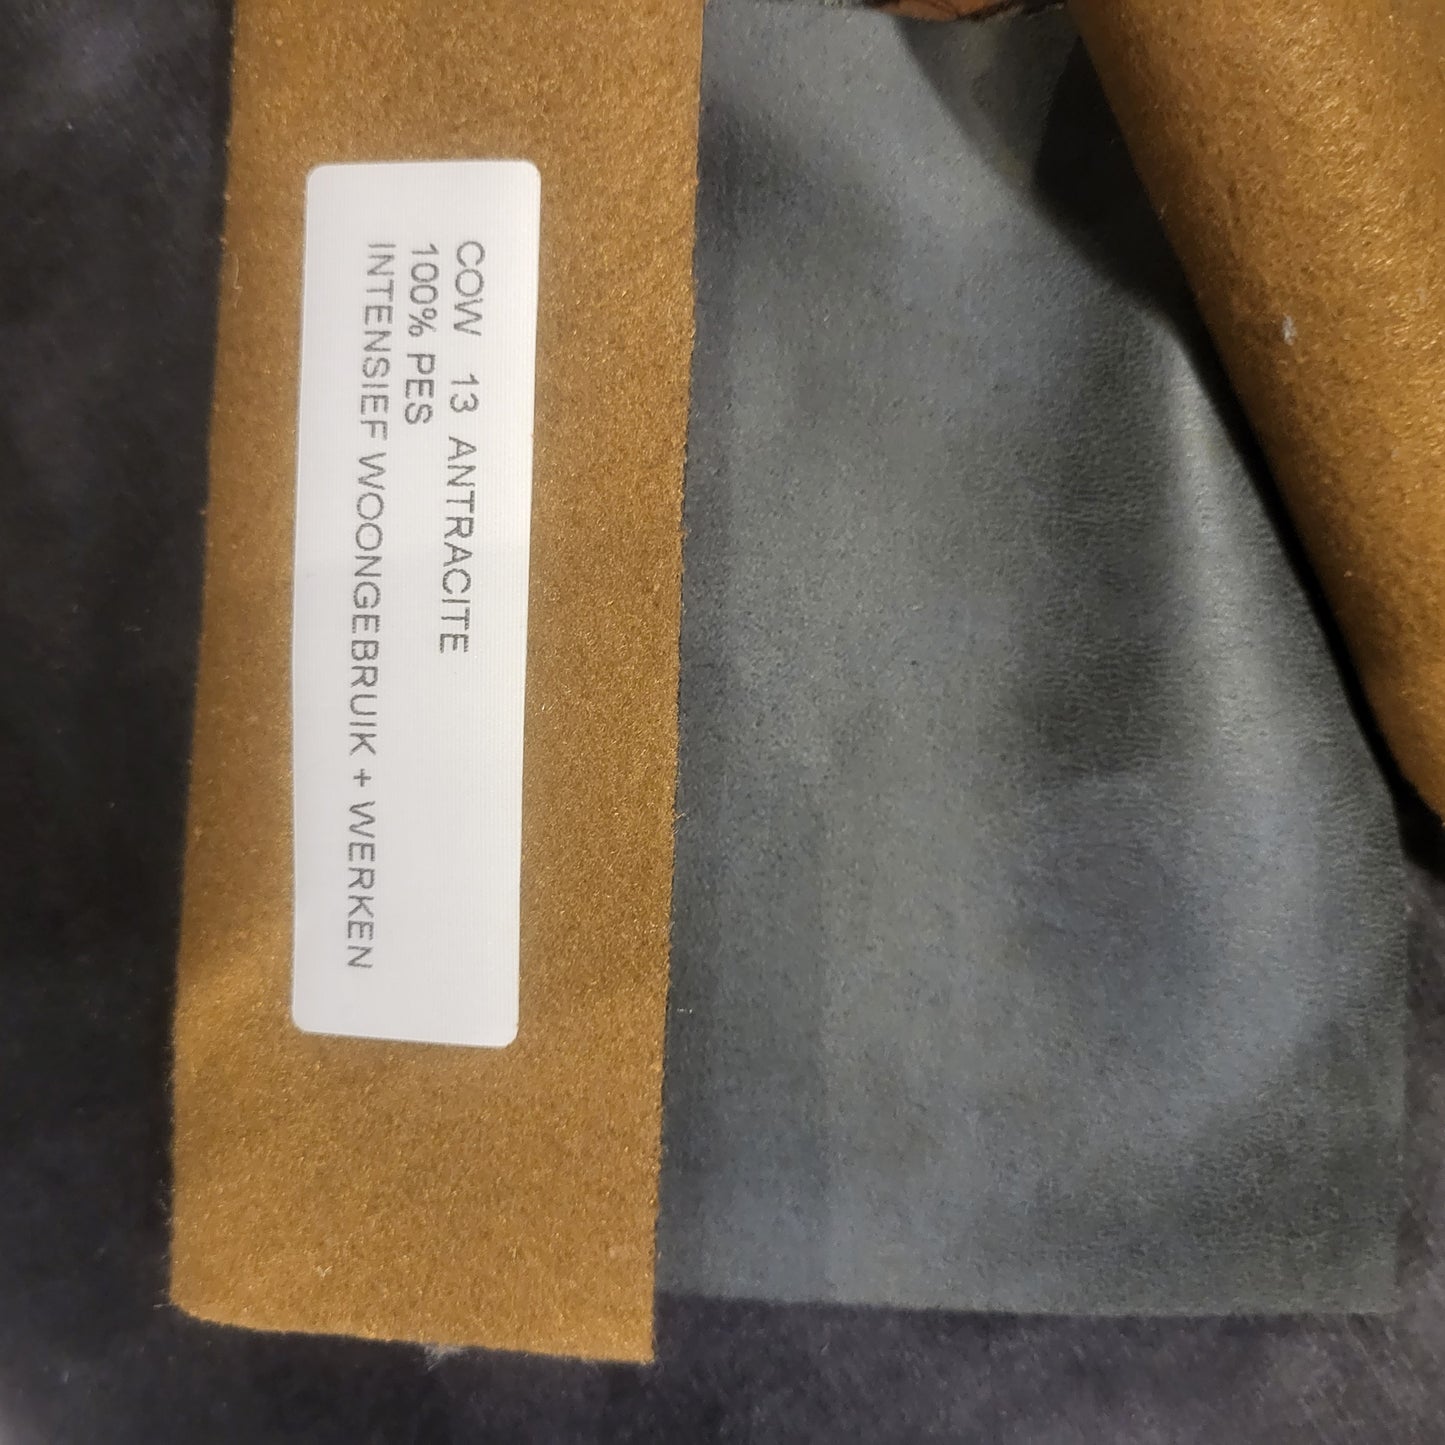 COW 13 ANTRACITE
100% PES
INTENSIEF WOONGEBRUIK + WERKEN